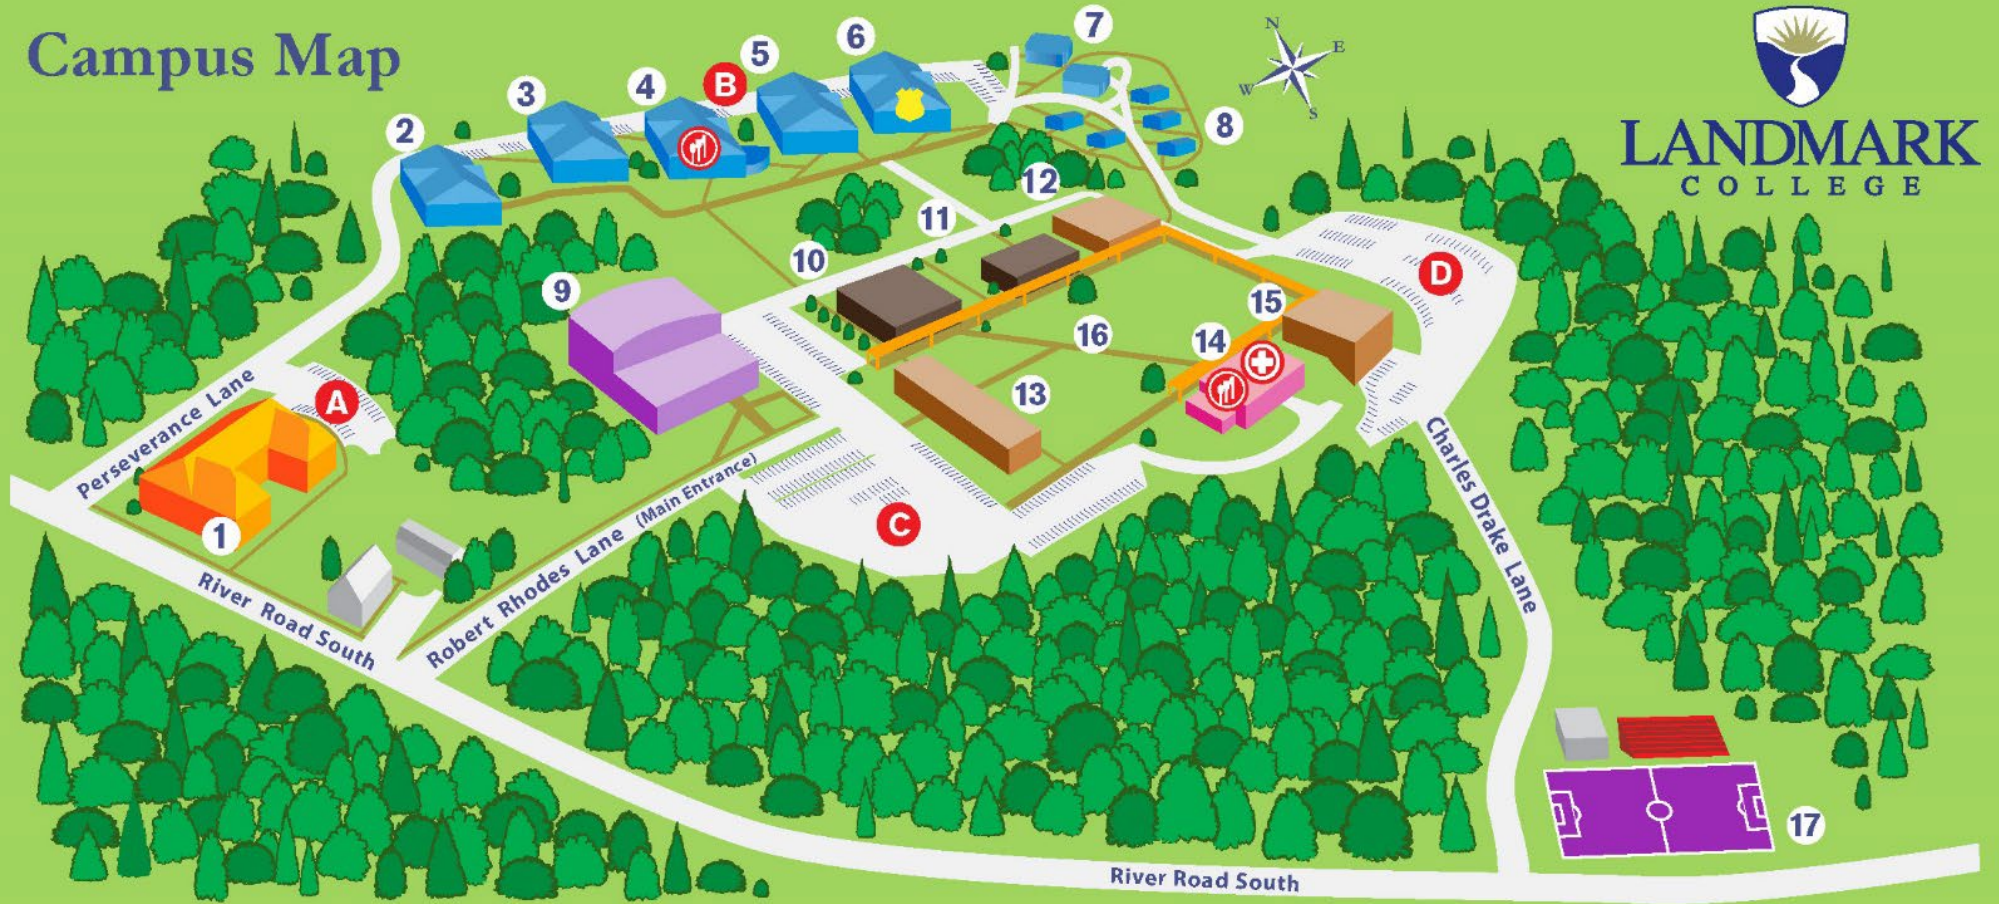 Campus Map
LANDMARK
COLLEGE
N
E
W
S
1
2
3
4
B
5
6
7
8
9
10
11
12
13
14
15
16
17
A
C
D
Perseverance Lane
River Road South
Robert Rhodes Lane (Main Entrance)
Charles Drake Lane
River Road South